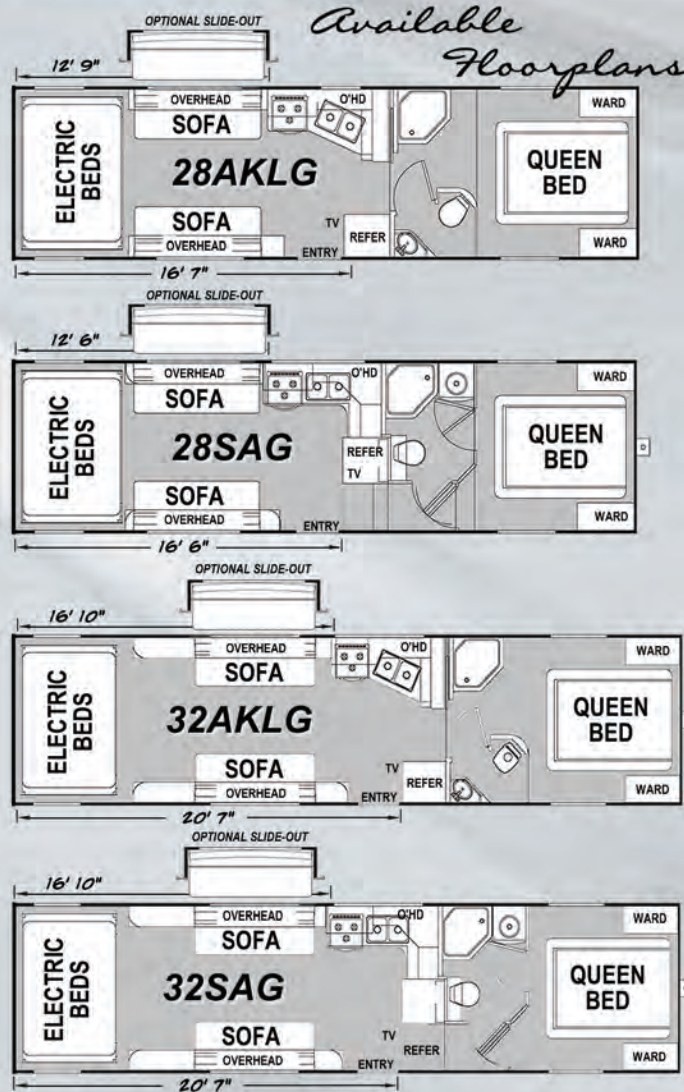 Available
Floorplans
OPTIONAL SLIDE-OUT
12' 9"
OVERHEAD
O'HD
WARD
SOFA
ELECTRIC
BEDS
28AKLG
QUEEN
BED
SOFA
TV
REFER
OVERHEAD
ENTRY
WARD
16' 7"
OPTIONAL SLIDE-OUT
12' 6"
OVERHEAD
O'HD
WARD
SOFA
ELECTRIC
BEDS
28SAG
REFER
TV
QUEEN
BED
SOFA
OVERHEAD
ENTRY
WARD
16' 6"
OPTIONAL SLIDE-OUT
16' 10"
OVERHEAD
O'HD
WARD
SOFA
ELECTRIC
BEDS
32AKLG
QUEEN
BED
SOFA
TV
REFER
OVERHEAD
ENTRY
WARD
20' 7"
OPTIONAL SLIDE-OUT
16' 10"
OVERHEAD
O'HD
WARD
SOFA
ELECTRIC
BEDS
32SAG
QUEEN
BED
SOFA
TV
REFER
OVERHEAD
ENTRY
WARD
20' 7"